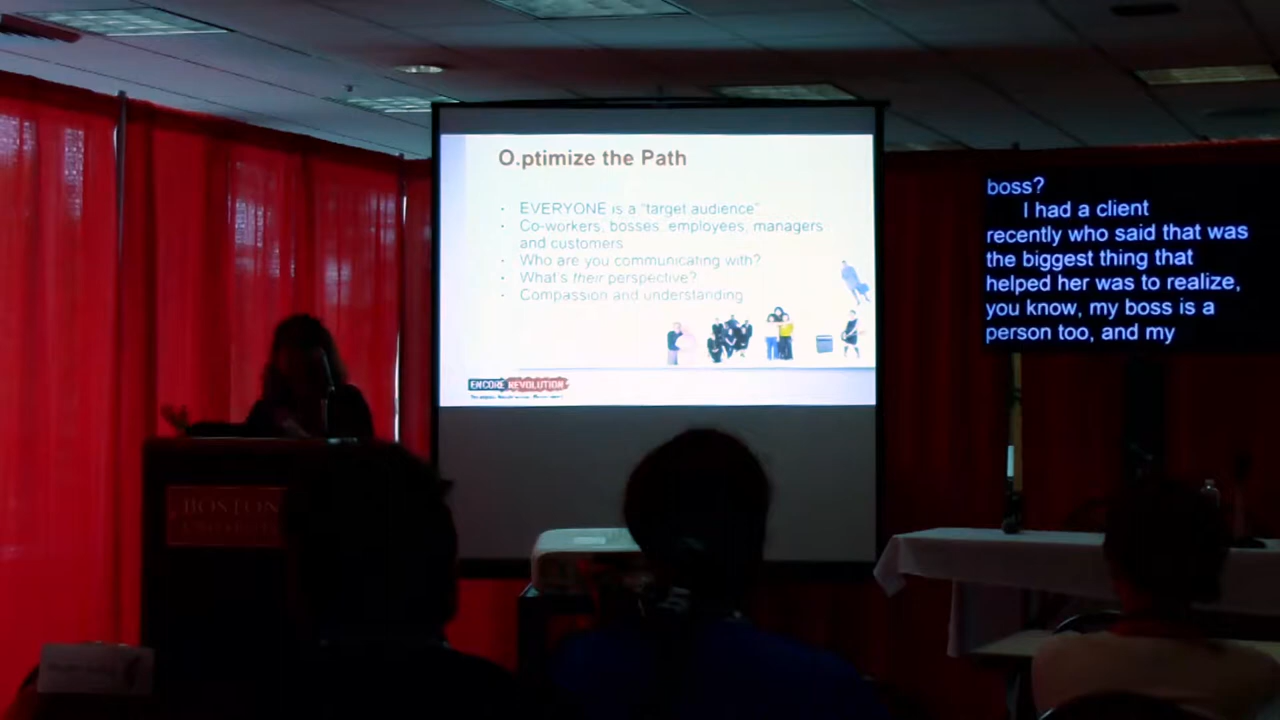 O.ptimize the Path
· EVERYONE is a "target audience"
· Co-workers, bosses, employees, managers
and customers
· Who are you communicating with?
· What's their perspective?
· Compassion and understanding
ENCORE REVOLUTION
boss?
I had a client
recently who said that was
the biggest thing that
helped her was to realize,
you know, my boss is a
person too, and my
BOSTON